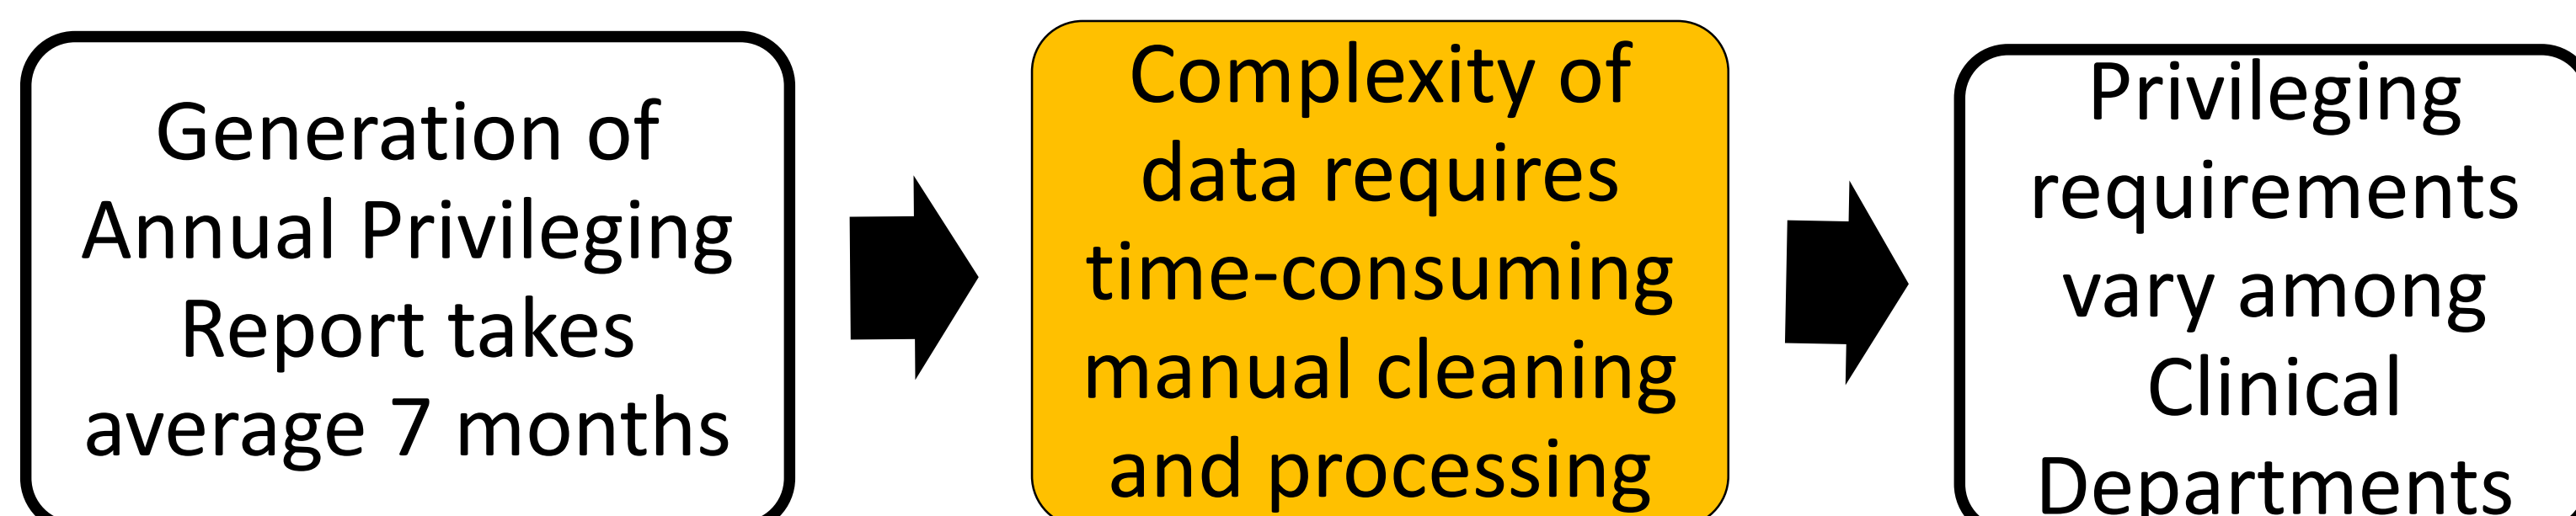 Generation of
Annual Privileging
Report takes
average 7 months
Complexity of
data requires
time-consuming
manual cleaning
and processing
Privileging
requirements
vary among
Clinical
Departments